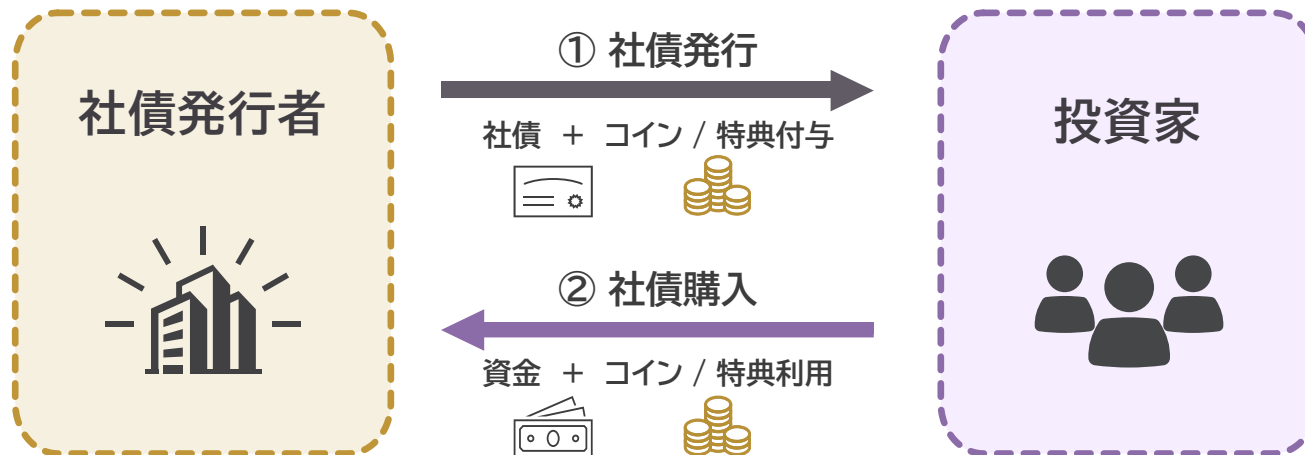 社債発行者
① 社債発行
社債 + コイン / 特典付与
投資家
② 社債購入
資金 + コイン / 特典利用